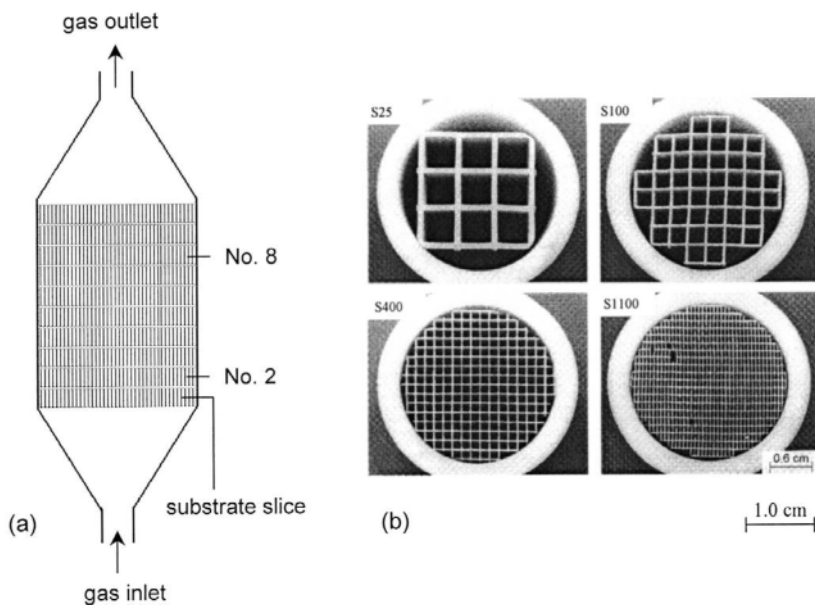 gas outlet
No. 8
No. 2
substrate slice
(a)
gas inlet
S25
S100
S400
S1100
0.6 cm
(b)
1.0 cm